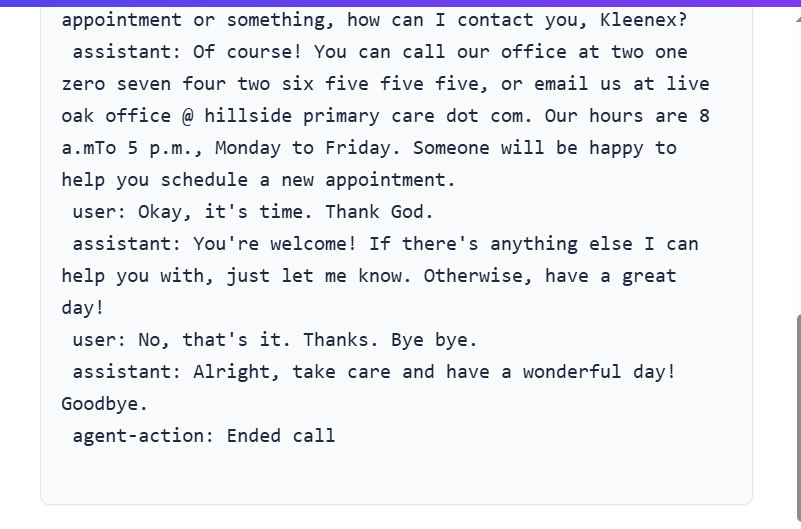 appointment or something, how can I contact you, Kleenex?
assistant: Of course! You can call our office at two one
zero seven four two six five five five, or email us at live
oak office @ hillside primary care dot com. Our hours are 8
a.mTo 5 p.m., Monday to Friday. Someone will be happy to
help you schedule a new appointment.
user: Okay, it's time. Thank God.
assistant: You're welcome! If there's anything else I can
help you with, just let me know. Otherwise, have a great
day!
user: No, that's it. Thanks. Bye bye.
assistant: Alright, take care and have a wonderful day!
Goodbye.
agent-action: Ended call